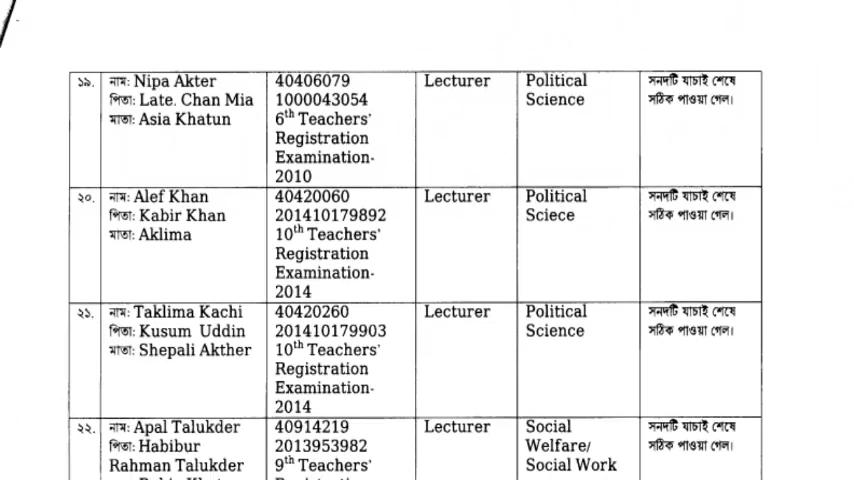 ১৯. নাম: Nipa Akter 40406079 Lecturer Political সনদটি যাচাই শেষে
পিতা: Late. Chan Mia 1000043054 Science সঠিক পাওয়া গেল।
মাতা: Asia Khatun 6th Teachers'
Registration
Examination-
2010
২০. নাম: Alef Khan 40420060 Lecturer Political সনদটি যাচাই শেষে
পিতা: Kabir Khan 201410179892 Sciece সঠিক পাওয়া গেল।
মাতা: Aklima 10th Teachers'
Registration
Examination-
2014
২১. নাম: Taklima Kachi 40420260 Lecturer Political সনদটি যাচাই শেষে
পিতা: Kusum Uddin 201410179903 Science সঠিক পাওয়া গেল।
মাতা: Shepali Akther 10th Teachers'
Registration
Examination-
2014
২২. নাম: Apal Talukder 40914219 Lecturer Social সনদটি যাচাই শেষে
পিতা: Habibur 2013953982 Welfare/ সঠিক পাওয়া গেল।
Rahman Talukder 9th Teachers' Social Work